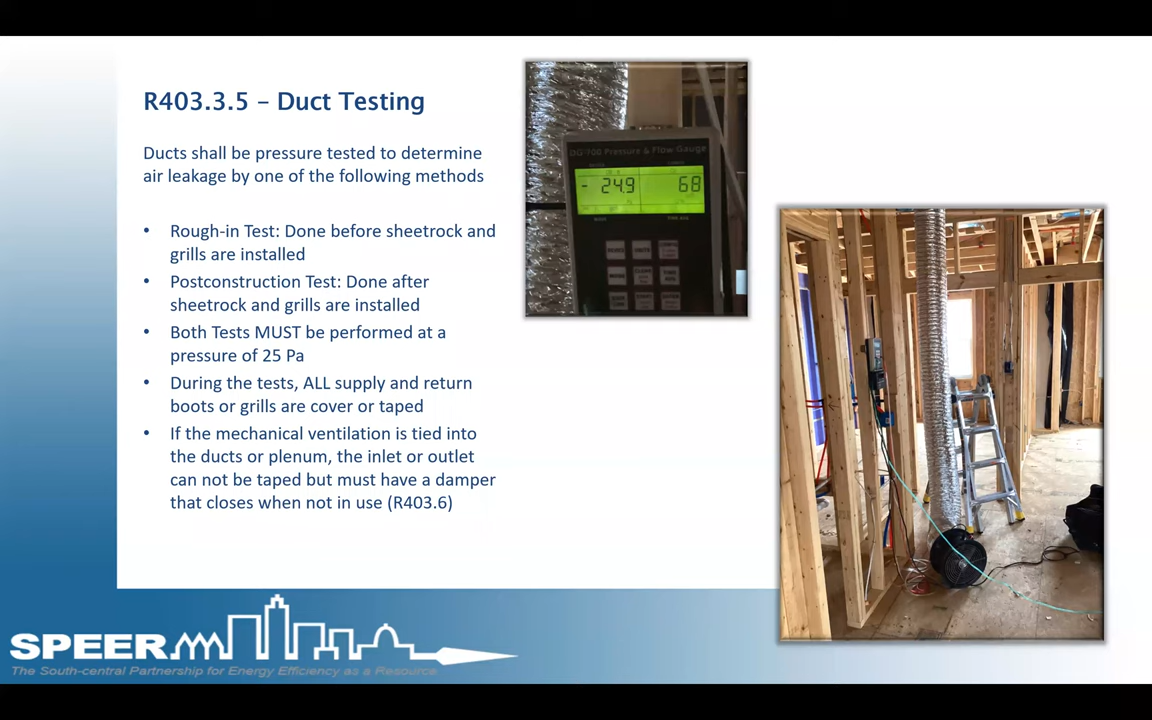 R403.3.5 – Duct Testing
Ducts shall be pressure tested to determine
air leakage by one of the following methods
• Rough-in Test: Done before sheetrock and
grills are installed
• Postconstruction Test: Done after
sheetrock and grills are installed
• Both Tests MUST be performed at a
pressure of 25 Pa
• During the tests, ALL supply and return
boots or grills are cover or taped
• If the mechanical ventilation is tied into
the ducts or plenum, the inlet or outlet
can not be taped but must have a damper
that closes when not in use (R403.6)
DG-700 Pressure & Flow Gauge
- 24.9 68
SPEER
The South-central Partnership for Energy Efficiency as a Resource